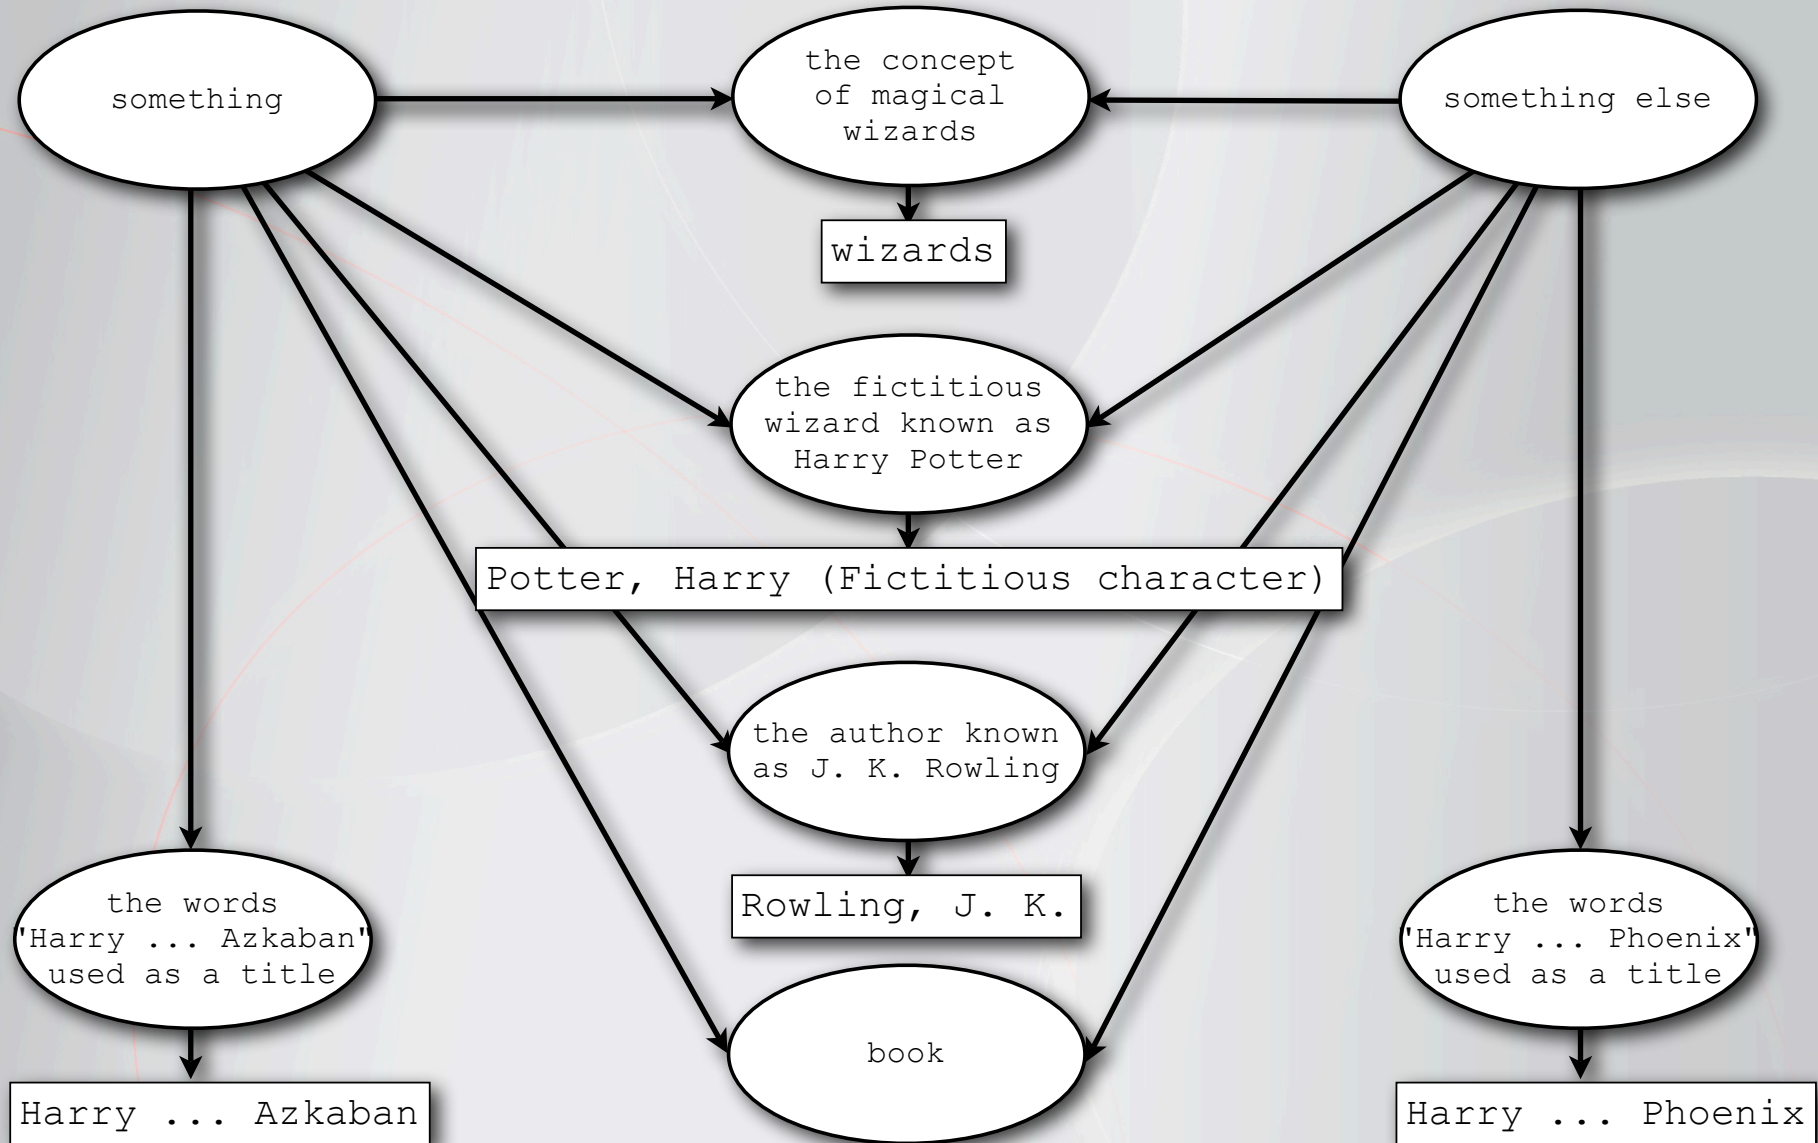 something
the concept
of magical
wizards
something else
wizards
the fictitious
wizard known as
Harry Potter
Potter, Harry (Fictitious character)
the author known
as J. K. Rowling
Rowling, J. K.
the words
"Harry ... Azkaban"
used as a title
the words
"Harry ... Phoenix"
used as a title
book
Harry ... Azkaban
Harry ... Phoenix